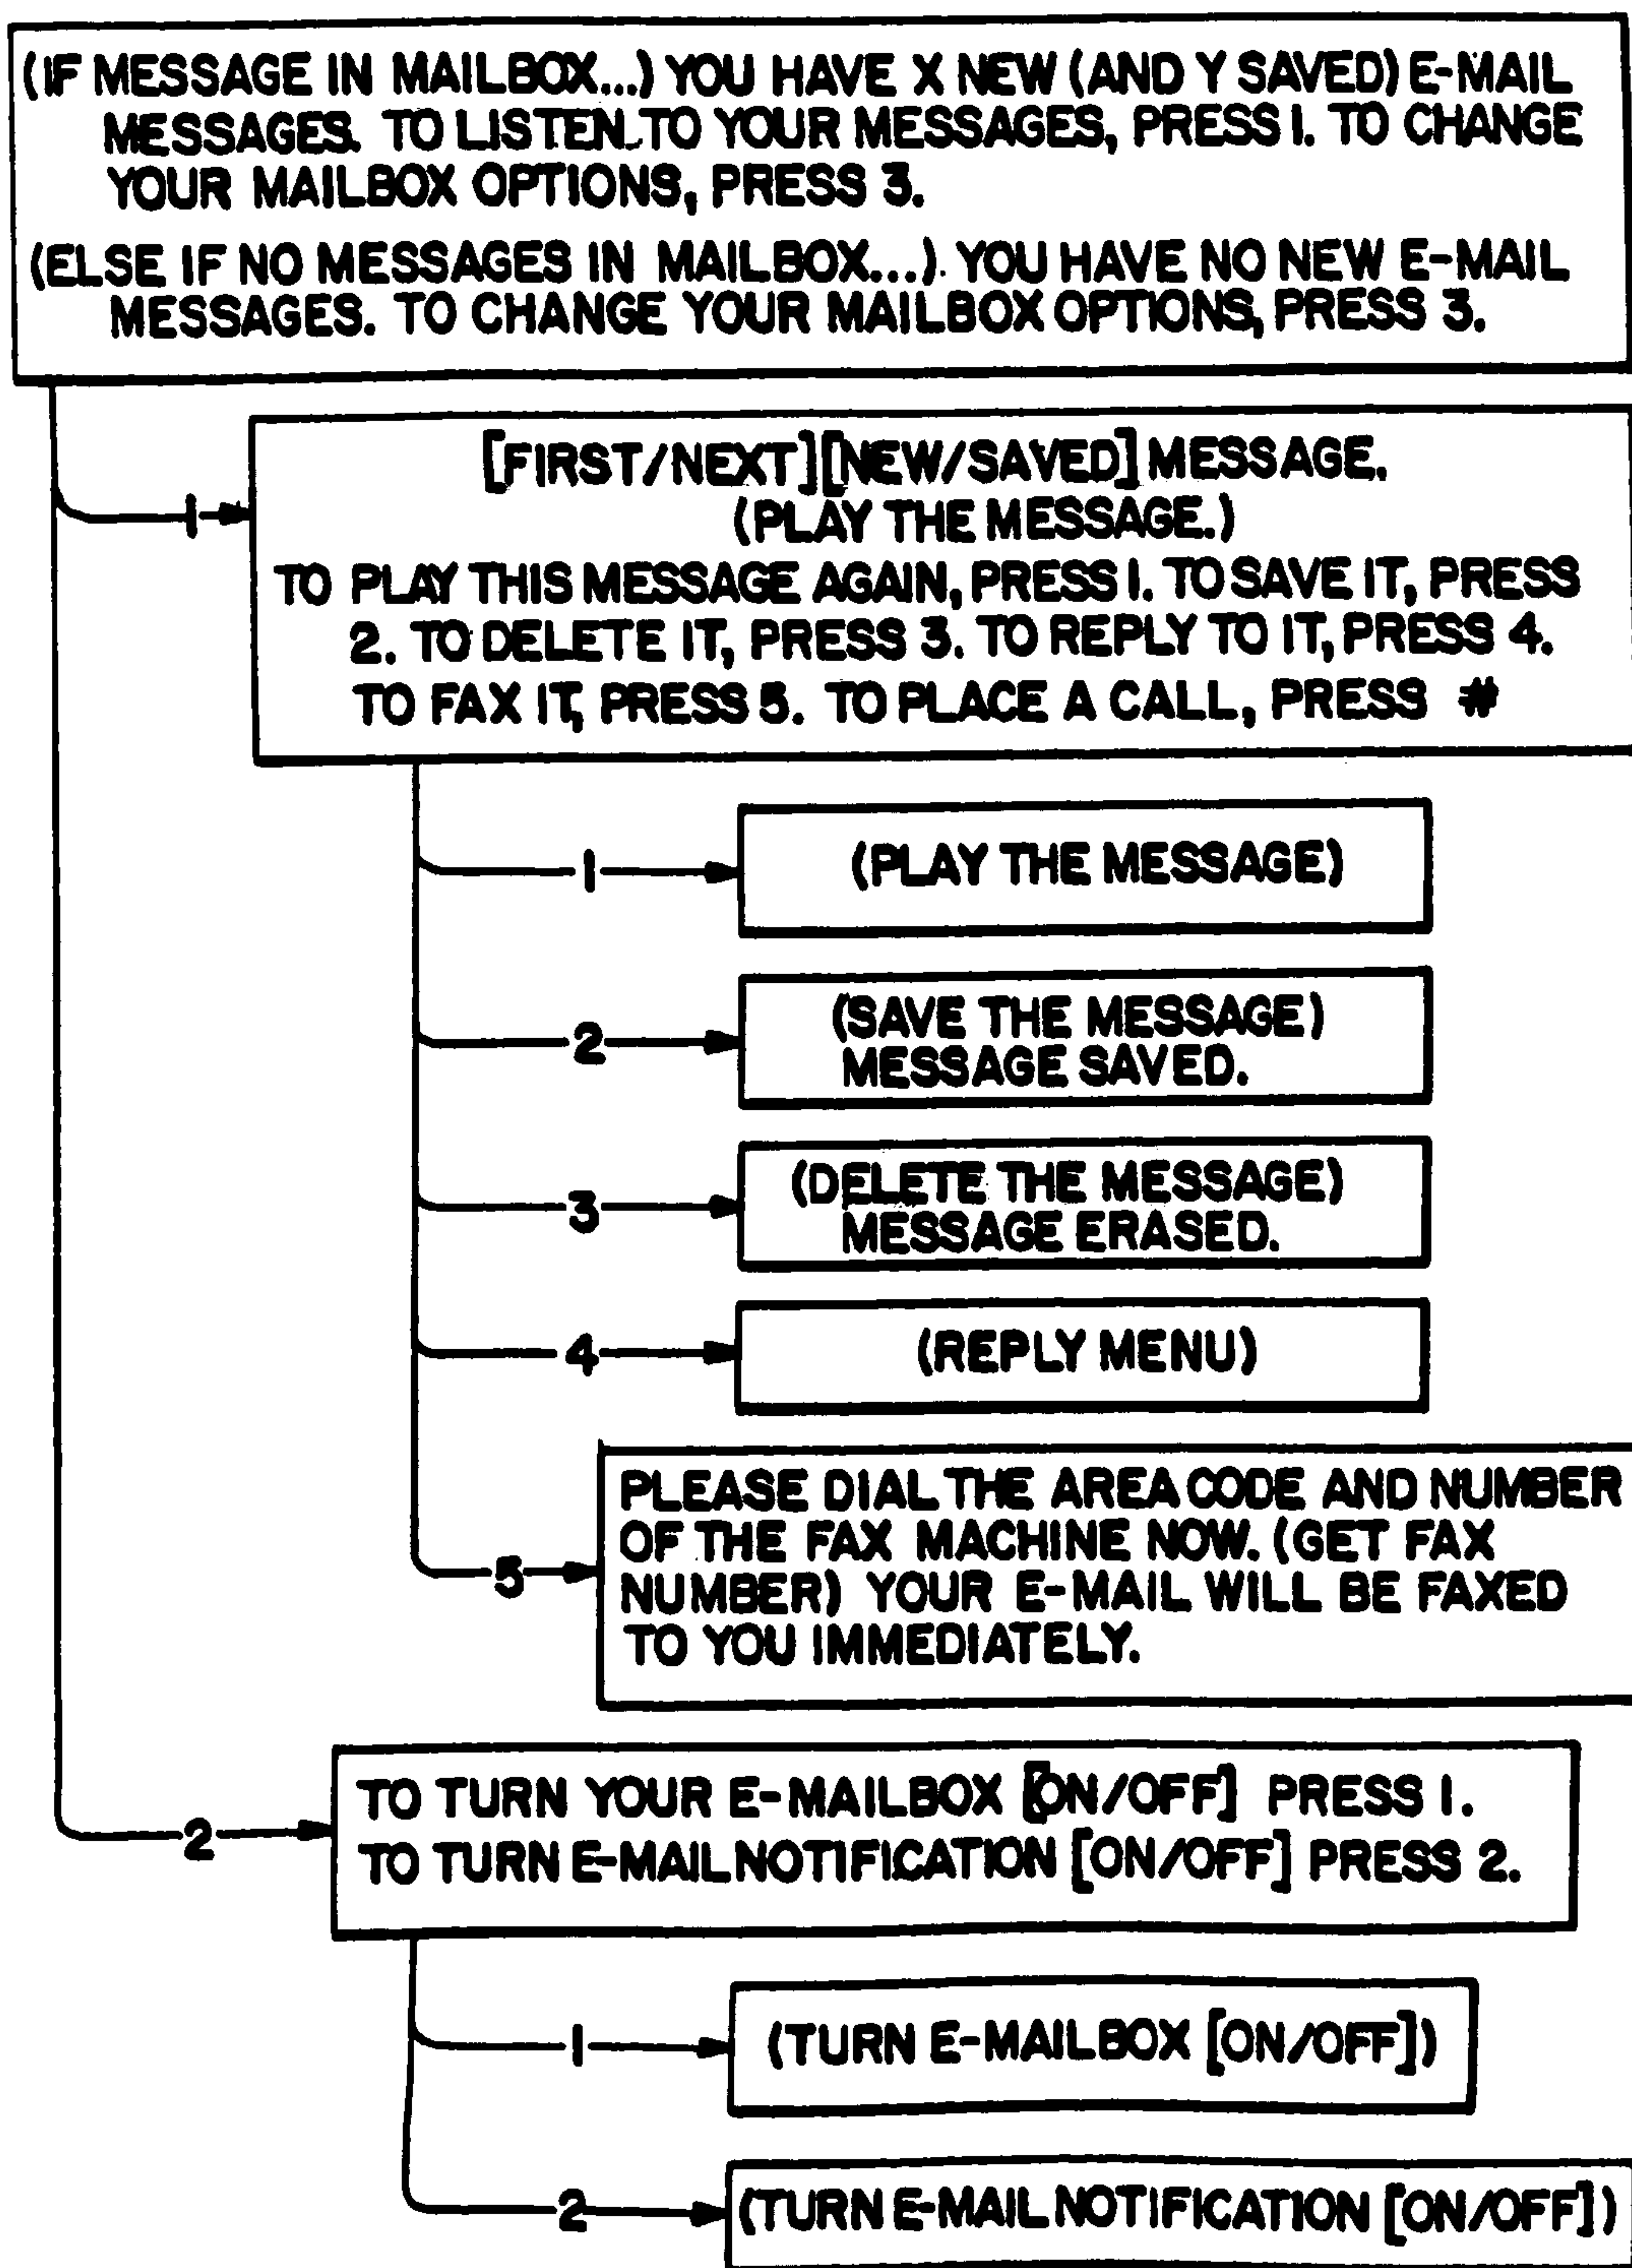 (IF MESSAGE IN MAILBOX...) YOU HAVE X NEW (AND Y SAVED) E-MAIL
MESSAGES. TO LISTEN TO YOUR MESSAGES, PRESS 1. TO CHANGE
YOUR MAILBOX OPTIONS, PRESS 3.
(ELSE IF NO MESSAGES IN MAILBOX...). YOU HAVE NO NEW E-MAIL
MESSAGES. TO CHANGE YOUR MAILBOX OPTIONS, PRESS 3.
[FIRST/NEXT][NEW/SAVED] MESSAGE.
1
(PLAY THE MESSAGE.)
TO PLAY THIS MESSAGE AGAIN, PRESS 1. TO SAVE IT, PRESS
2. TO DELETE IT, PRESS 3. TO REPLY TO IT, PRESS 4.
TO FAX IT, PRESS 5. TO PLACE A CALL, PRESS #
1
(PLAY THE MESSAGE)
2
(SAVE THE MESSAGE)
MESSAGE SAVED.
3
(DELETE THE MESSAGE)
MESSAGE ERASED.
4
(REPLY MENU)
5
PLEASE DIAL THE AREA CODE AND NUMBER
OF THE FAX MACHINE NOW. (GET FAX
NUMBER) YOUR E-MAIL WILL BE FAXED
TO YOU IMMEDIATELY.
2
TO TURN YOUR E-MAILBOX [ON/OFF] PRESS 1.
TO TURN E-MAIL NOTIFICATION [ON/OFF] PRESS 2.
1
(TURN E-MAILBOX [ON/OFF])
2
(TURN E-MAIL NOTIFICATION [ON/OFF])